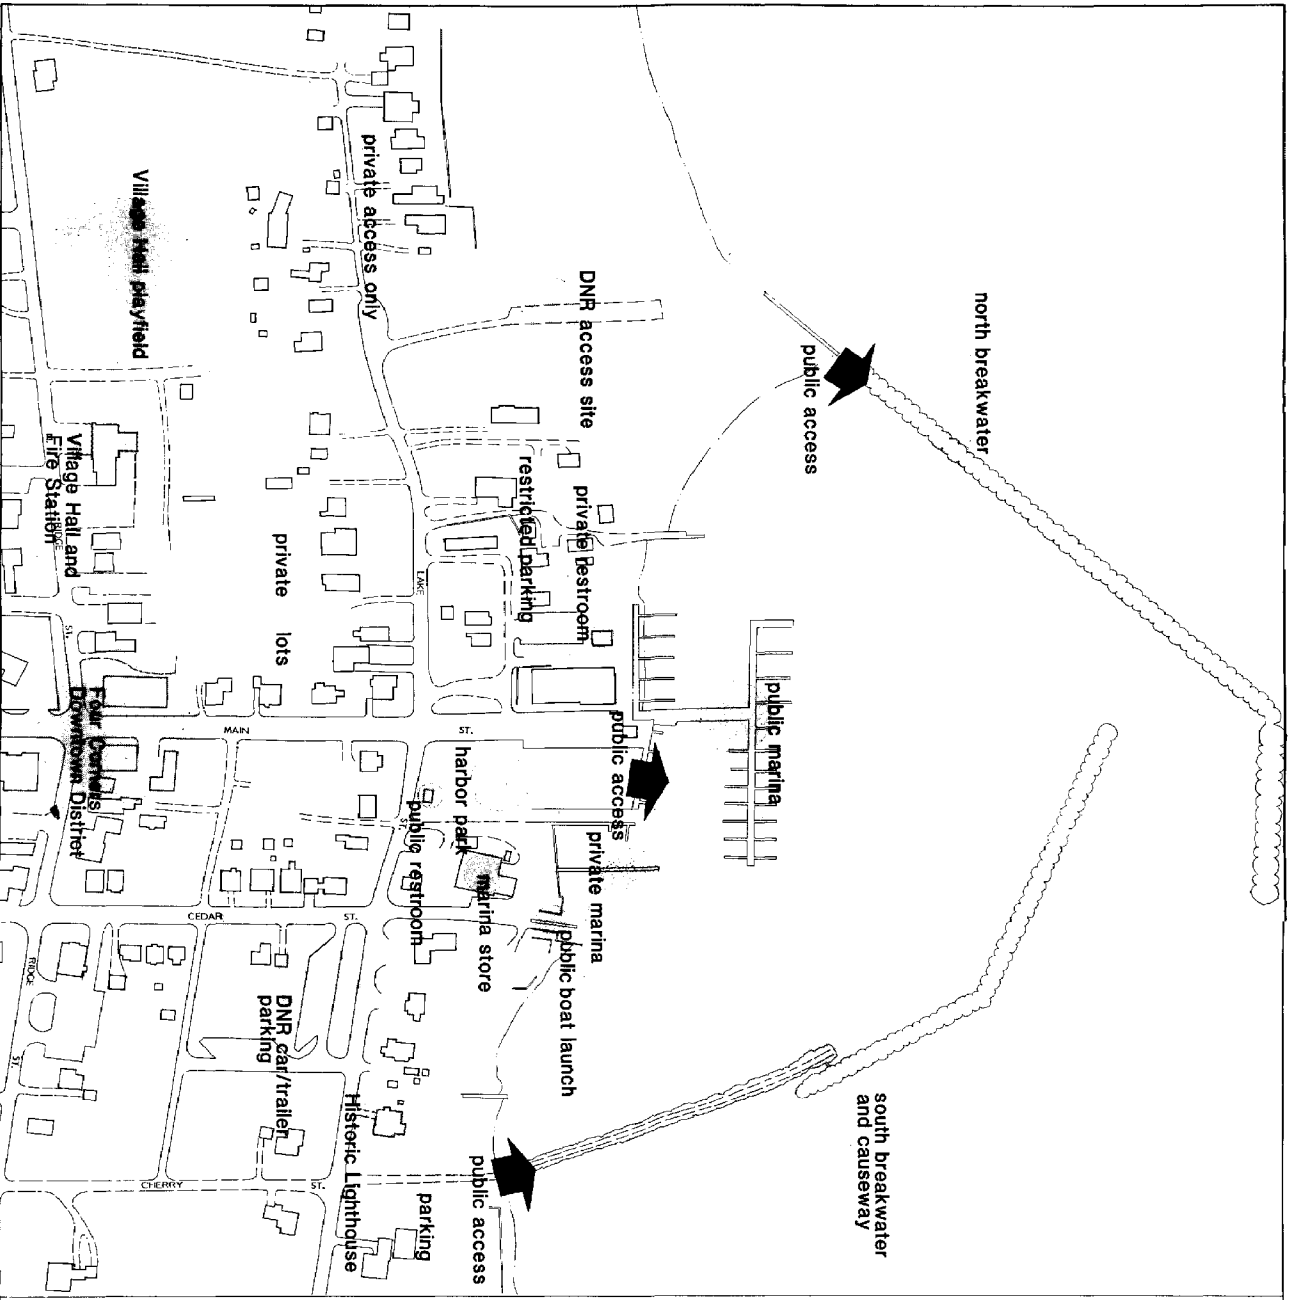 north breakwater
public access
DNR access site
private access only
Village Hall playfield
private restroom
restricted parking
private lots
Village Hall and
Fire Station
RIDGE
ST.
LAKE
public marina
public access
MAIN
ST.
harbor park
public restroom
ST.
Four Corners
Downtown District
private marina
marina store
public boat launch
CEDAR
ST.
RIDGE
ST.
DNR car/trailer
parking
south breakwater
and causeway
Historic Lighthouse
public access
parking
CHERRY
ST.